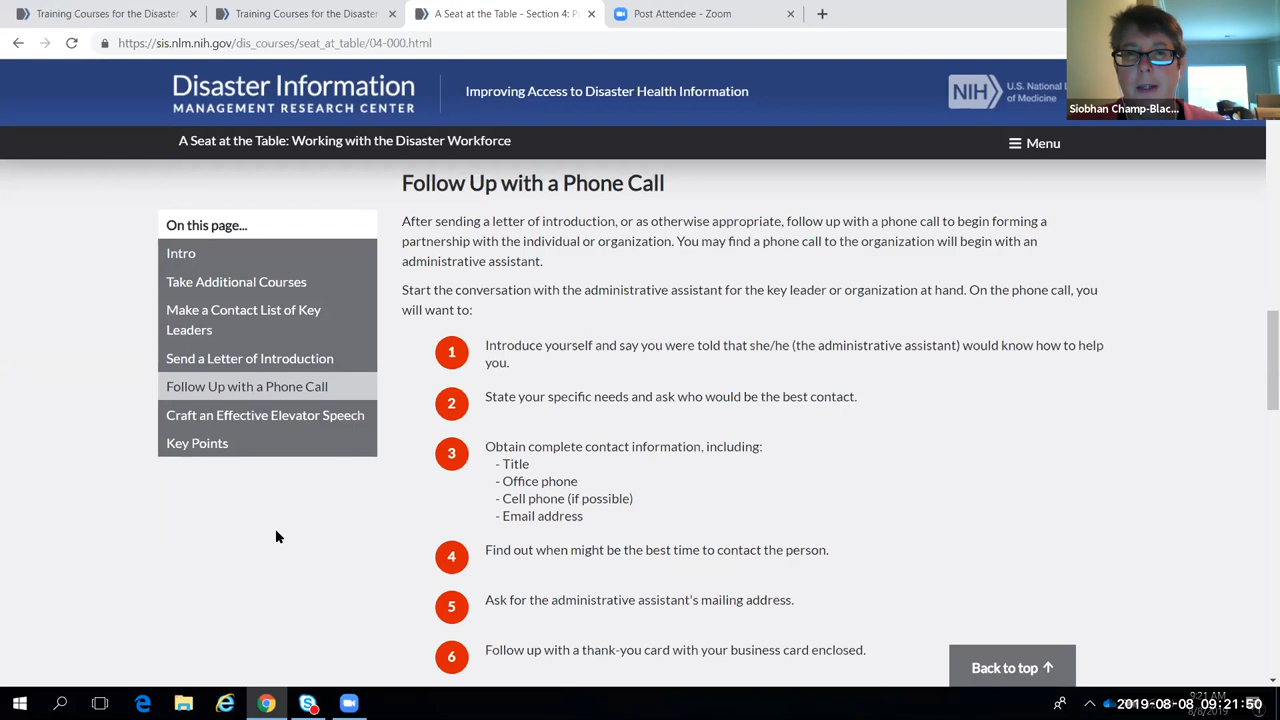 Training Courses for the Disaster
Training Courses for the Disaster
A Seat at the Table - Section 4:
Post Attendee - Zoom
https://sis.nlm.nih.gov/dis_courses/seat_at_table/04-000.html
Disaster Information
MANAGEMENT RESEARCH CENTER
Improving Access to Disaster Health Information
NIH
U.S. National
of Medicine
Siobhan Champ-Blac...
A Seat at the Table: Working with the Disaster Workforce
Menu
On this page...
Intro
Take Additional Courses
Make a Contact List of Key
Leaders
Send a Letter of Introduction
Follow Up with a Phone Call
Craft an Effective Elevator Speech
Key Points
Follow Up with a Phone Call
After sending a letter of introduction, or as otherwise appropriate, follow up with a phone call to begin forming a
partnership with the individual or organization. You may find a phone call to the organization will begin with an
administrative assistant.
Start the conversation with the administrative assistant for the key leader or organization at hand. On the phone call, you
will want to:
1 Introduce yourself and say you were told that she/he (the administrative assistant) would know how to help
you.
2 State your specific needs and ask who would be the best contact.
3 Obtain complete contact information, including:
- Title
- Office phone
- Cell phone (if possible)
- Email address
4 Find out when might be the best time to contact the person.
5 Ask for the administrative assistant's mailing address.
6 Follow up with a thank-you card with your business card enclosed.
Back to top
9:21 AM
2019-08-08 09:21:50
8/8/2019